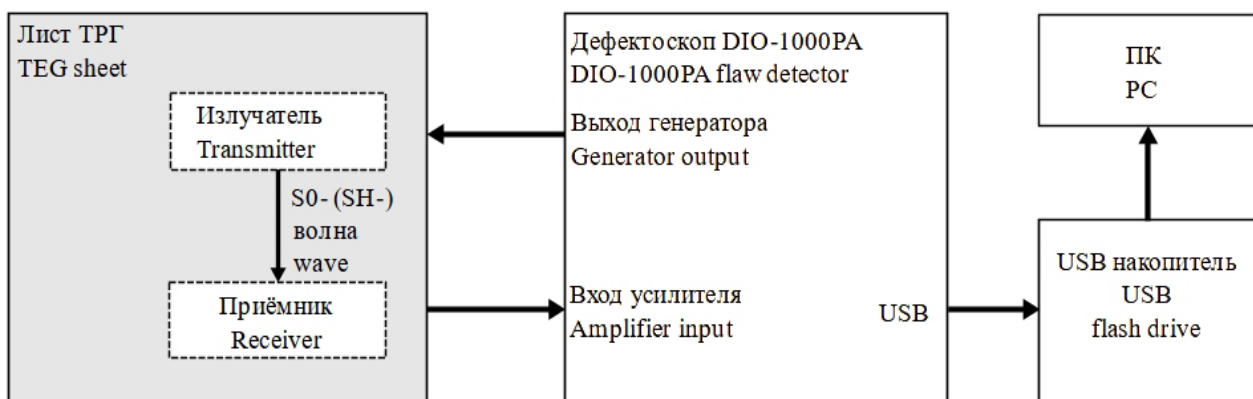 Лист ТРГ
TEG sheet
Излучатель
Transmitter
S0- (SH-)
волна
wave
Приёмник
Receiver
Дефектоскоп DIO-1000PA
DIO-1000PA flaw detector
Выход генератора
Generator output
Вход усилителя
Amplifier input
USB
ПК
PC
USB накопитель
USB
flash drive